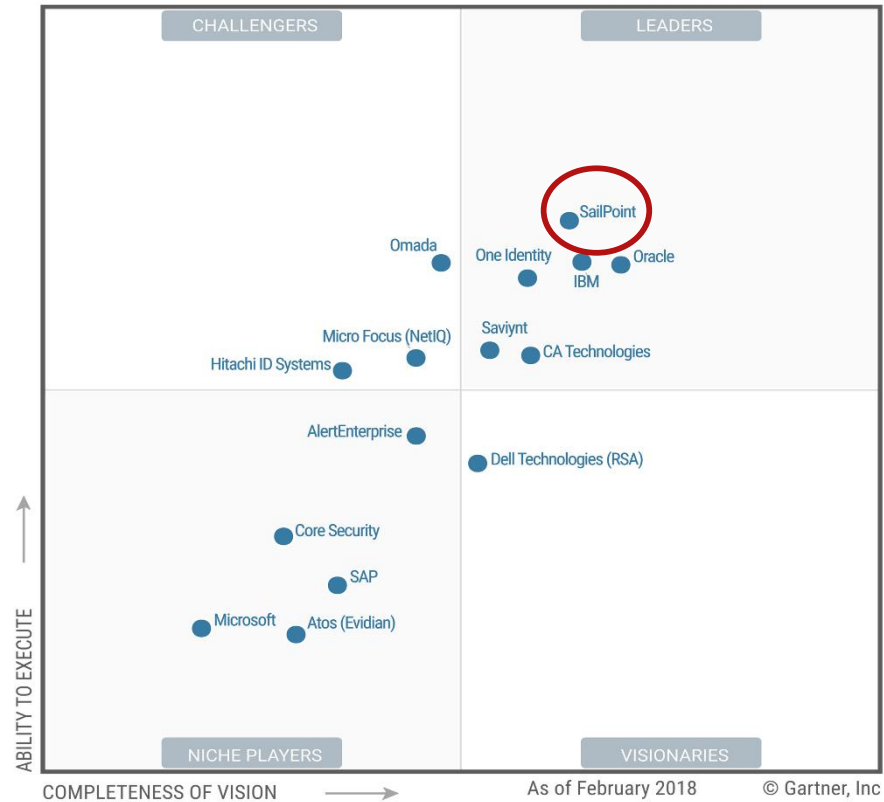 CHALLENGERS
LEADERS
SailPoint
Omada
One Identity
Oracle
IBM
Saviynt
Micro Focus (NetIQ)
CA Technologies
Hitachi ID Systems
AlertEnterprise
Dell Technologies (RSA)
Core Security
SAP
Microsoft
Atos (Evidian)
ABILITY TO EXECUTE
NICHE PLAYERS
VISIONARIES
COMPLETENESS OF VISION
As of February 2018
© Gartner, Inc